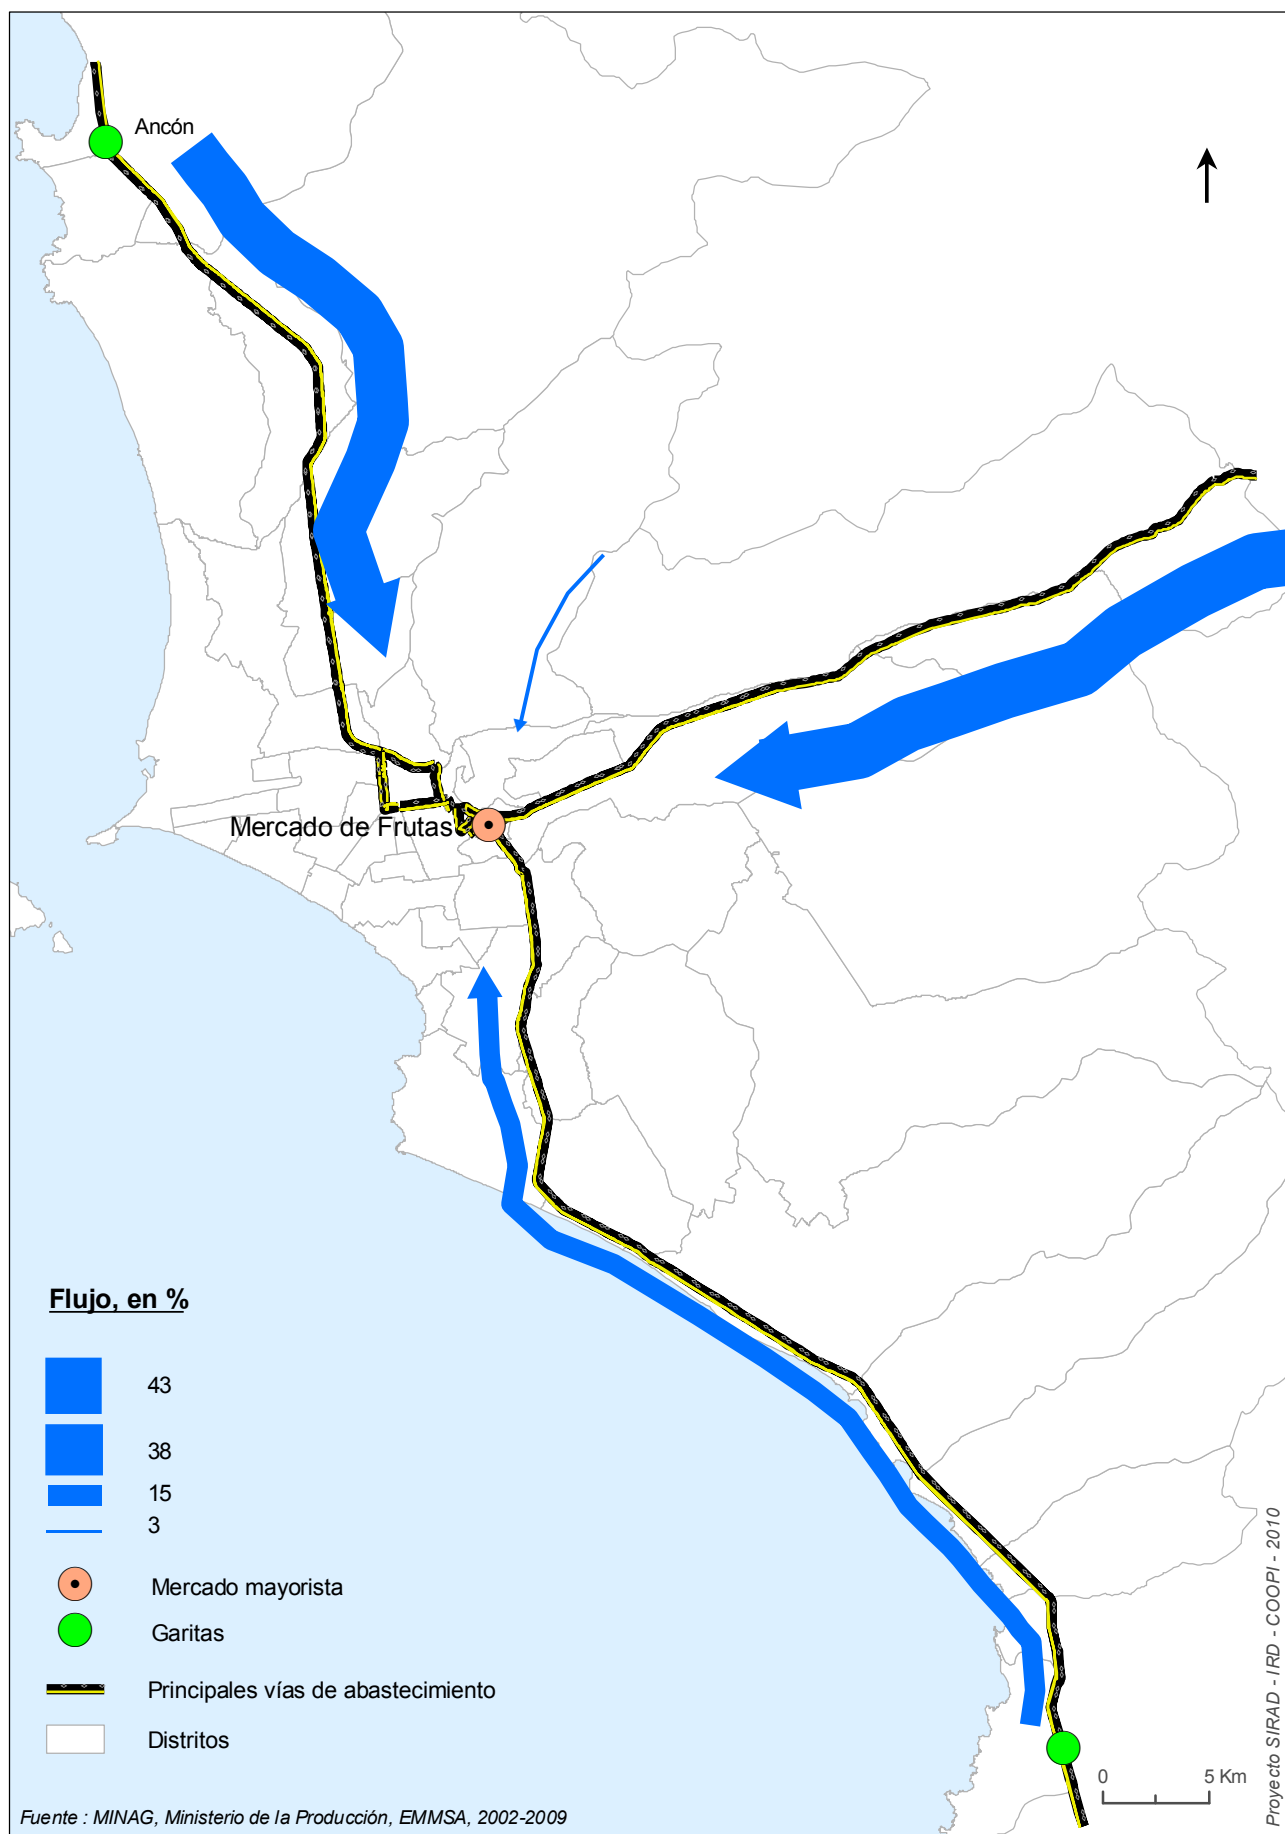 Ancón
Mercado de Frutas
Flujo, en %
43
38
15
3
Mercado mayorista
Garitas
Principales vías de abastecimiento
Distritos
0 5 Km
Fuente : MINAG, Ministerio de la Producción, EMMSA, 2002-2009
Proyecto SIRAD - IRD - COOPI - 2010